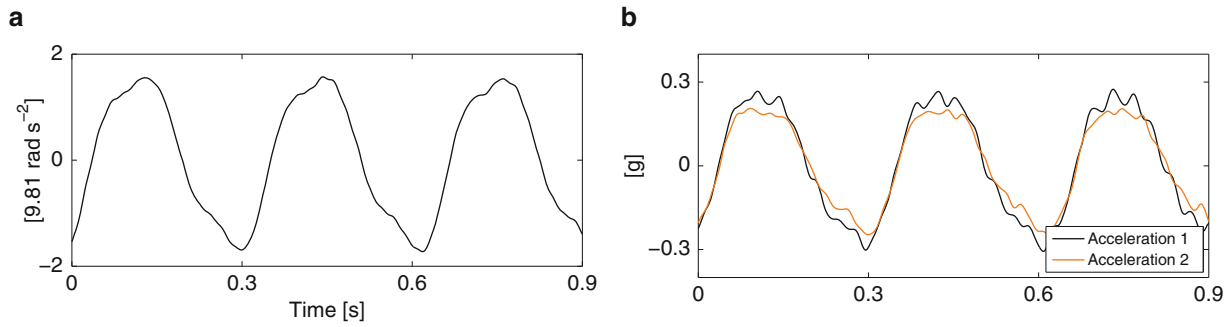 a
2
0
−2
[9.81 rad s⁻²]
0
0.3
0.6
0.9
Time [s]
b
0.3
0
−0.3
[g]
Acceleration 1
Acceleration 2
0
0.3
0.6
0.9